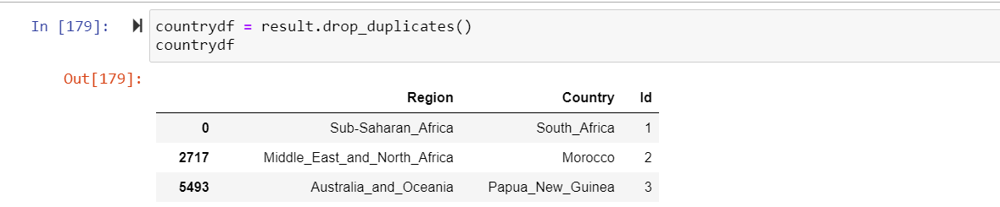 In [179]: countrydf = result.drop_duplicates()
countrydf
Out[179]:
Region Country Id
0 Sub-Saharan_Africa South_Africa 1
2717 Middle_East_and_North_Africa Morocco 2
5493 Australia_and_Oceania Papua_New_Guinea 3